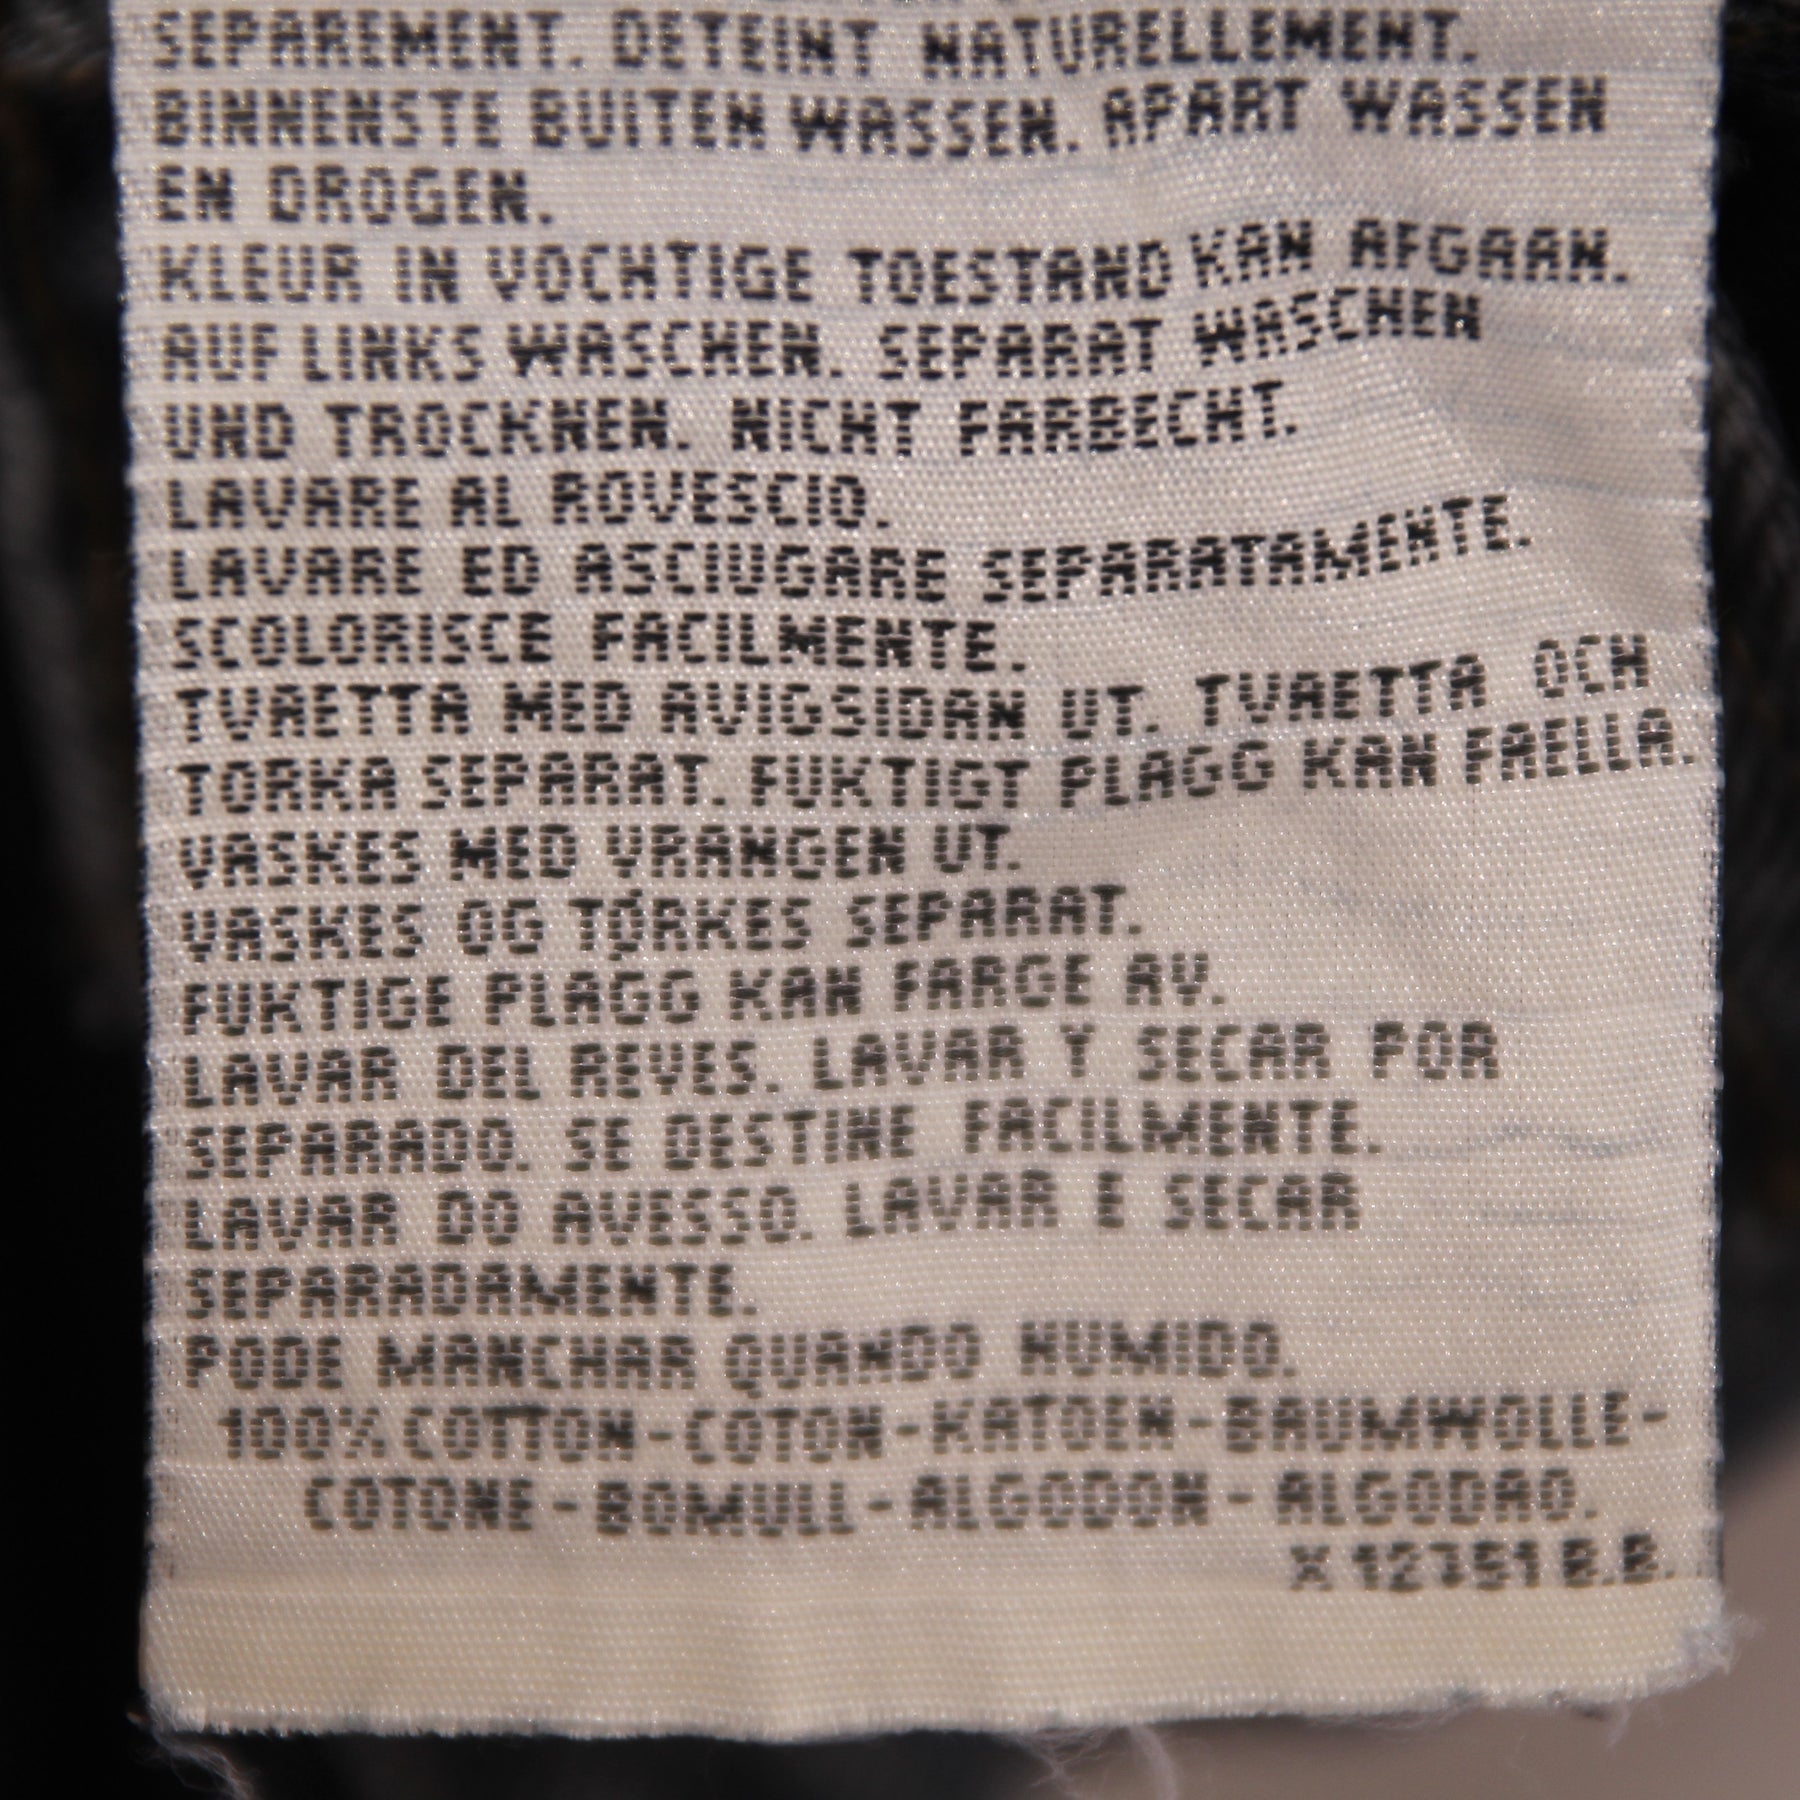 SEPAREMENT. DETEINT NATURELLEMENT.
BINNENSTE BUITEN WASSEN. APART WASSEN
EN DROGEN.
KLEUR IN VOCHTIGE TOESTAND KAN AFGAAN.
AUF LINKS WASCHEN. SEPARAT WASCHEN
UND TROCKNEN. NICHT FARBECHT.
LAVARE AL ROVESCIO.
LAVARE ED ASCIUGARE SEPARATAMENTE.
SCOLORISCE FACILMENTE.
TVAETTA MED AVIGSIDAN UT. TVAETTA OCH
TORKA SEPARAT. FUKTIGT PLAGG KAN FAELLA.
VASKES MED VRANGEN UT.
VASKES OG TØRKES SEPARAT.
FUKTIGE PLAGG KAN FARGE AV.
LAVAR DEL REVES. LAVAR Y SECAR POR
SEPARADO. SE DESTINE FACILMENTE.
LAVAR DO AVESSO. LAVAR E SECAR
SEPARADAMENTE.
PODE MANCHAR QUANDO HUMIDO.
100% COTTON-COTON-KATOEN-BAUMWOLLE-
COTONE-BOMULL-ALGODON-ALGODAO.
B.B.